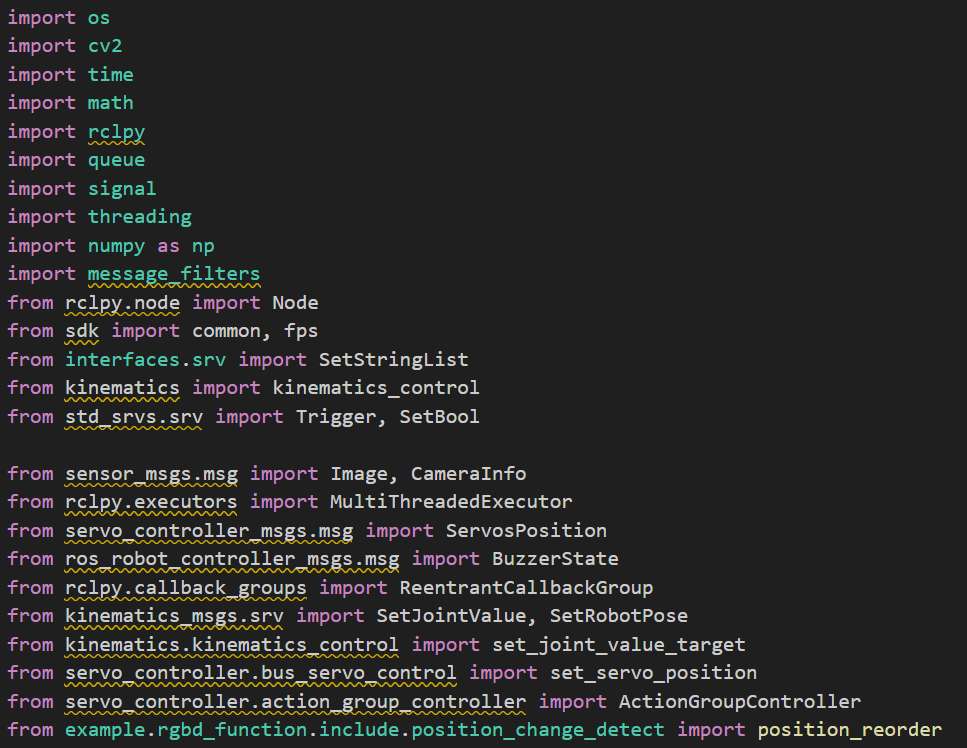 import os
import cv2
import time
import math
import rclpy
import queue
import signal
import threading
import numpy as np
import message_filters
from rclpy.node import Node
from sdk import common, fps
from interfaces.srv import SetStringList
from kinematics import kinematics_control
from std_srvs.srv import Trigger, SetBool
from sensor_msgs.msg import Image, CameraInfo
from rclpy.executors import MultiThreadedExecutor
from servo_controller_msgs.msg import ServosPosition
from ros_robot_controller_msgs.msg import BuzzerState
from rclpy.callback_groups import ReentrantCallbackGroup
from kinematics_msgs.srv import SetJointValue, SetRobotPose
from kinematics.kinematics_control import set_joint_value_target
from servo_controller.bus_servo_control import set_servo_position
from servo_controller.action_group_controller import ActionGroupController
from example.rgbd_function.include.position_change_detect import position_reorder